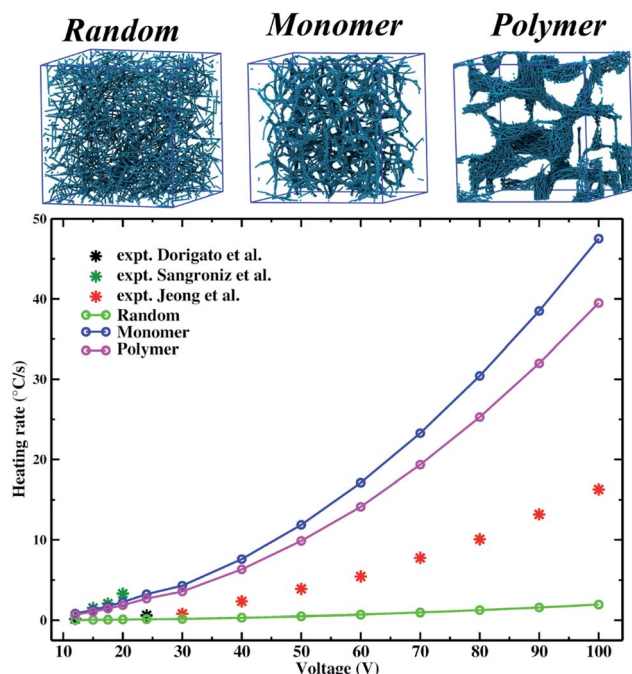 Random Monomer Polymer
50
40
30
20
10
0
Heating rate (°C/s)
expt. Dorigato et al.
expt. Sangroniz et al.
expt. Jeong et al.
Random
Monomer
Polymer
10 20 30 40 50 60 70 80 90 100
Voltage (V)